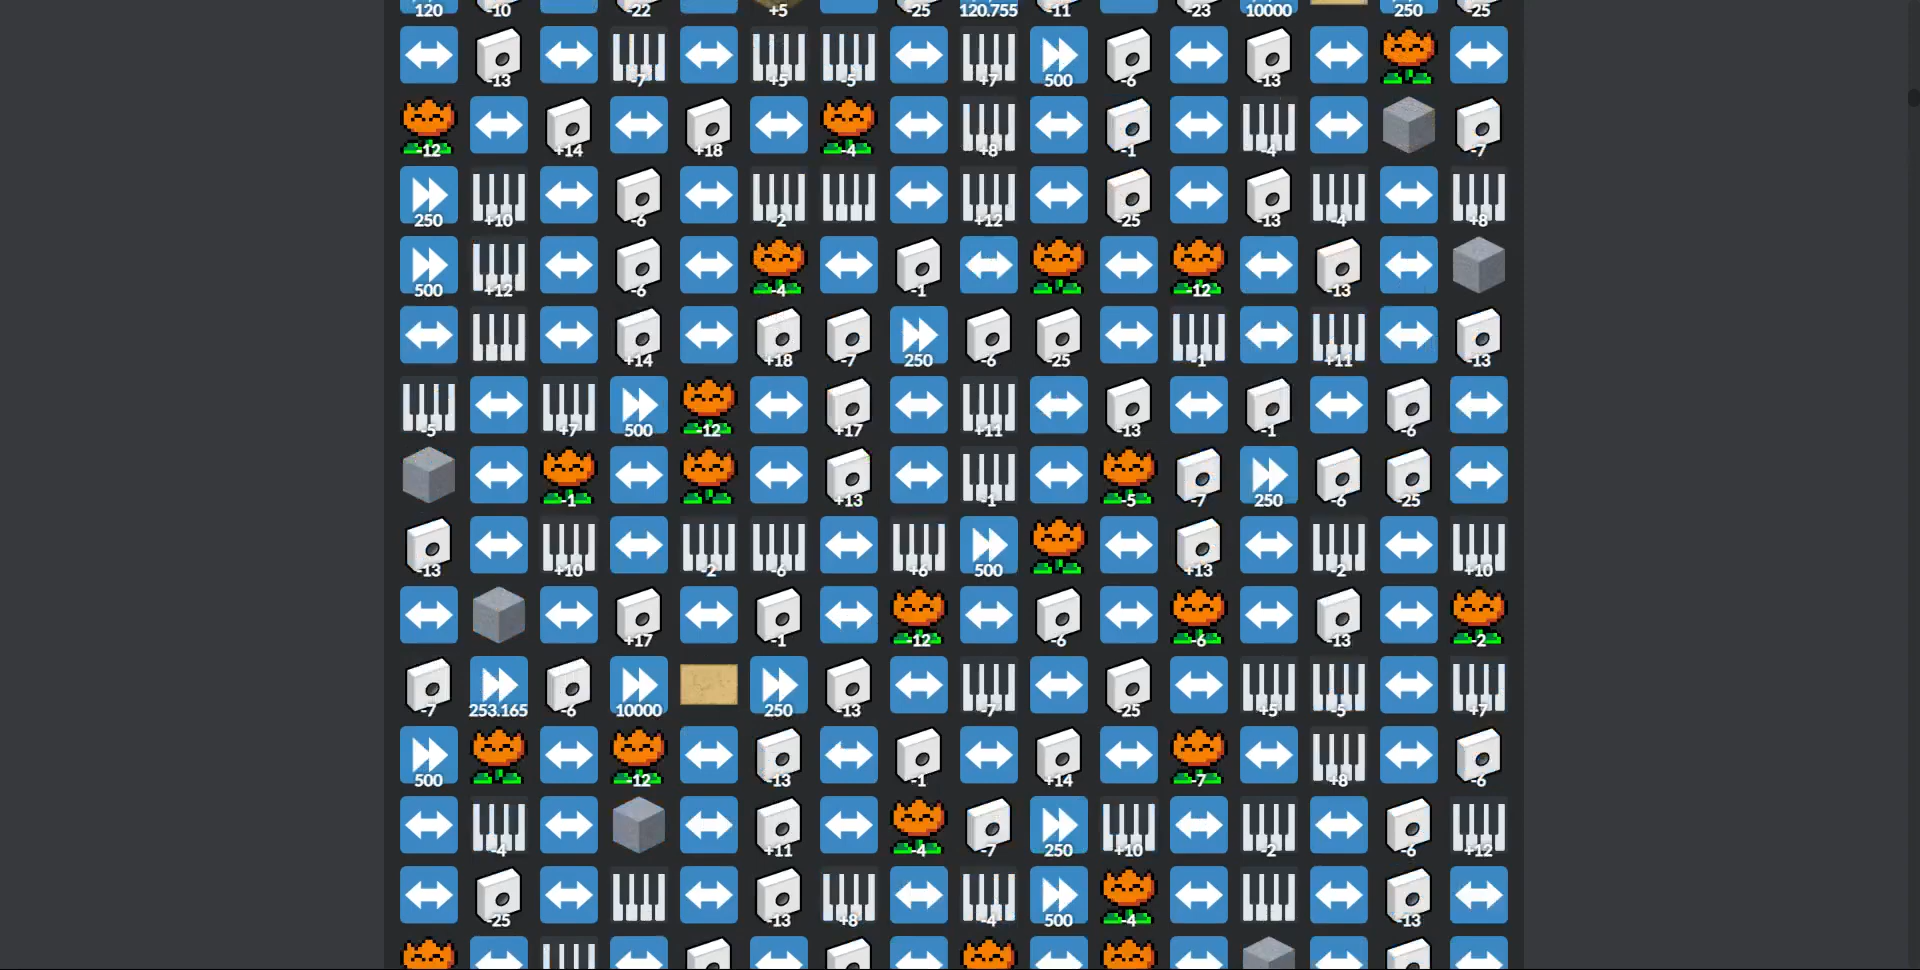 120 -10 -22 +5 -25 120.755 -11 -23 10000 250 -25
-13 -7 +5 -5 +7 500 -6 -13
-12 +14 +18 -4 +8 -1 -4 -7
250 +10 -6 -2 +12 -25 -13 -4 +8
500 +12 -6 -4 -1 -12 -13
+14 +18 -7 250 -6 -25 -1 +11 -13
-5 +7 500 -12 +17 +11 -13 -1 -6
-1 +13 -1 -5 -7 250 -6 -25
-13 +10 -2 -6 +6 500 +13 -2 +10
+17 -1 -12 -6 -6 -13 -2
-7 253.165 -6 10000 250 -13 -7 -25 +5 -5 +7
500 -12 -13 -1 +14 -7 +8 -6
-4 +11 -4 -7 250 +10 -2 -6 +12
-25 -13 +8 -4 500 -4 -13